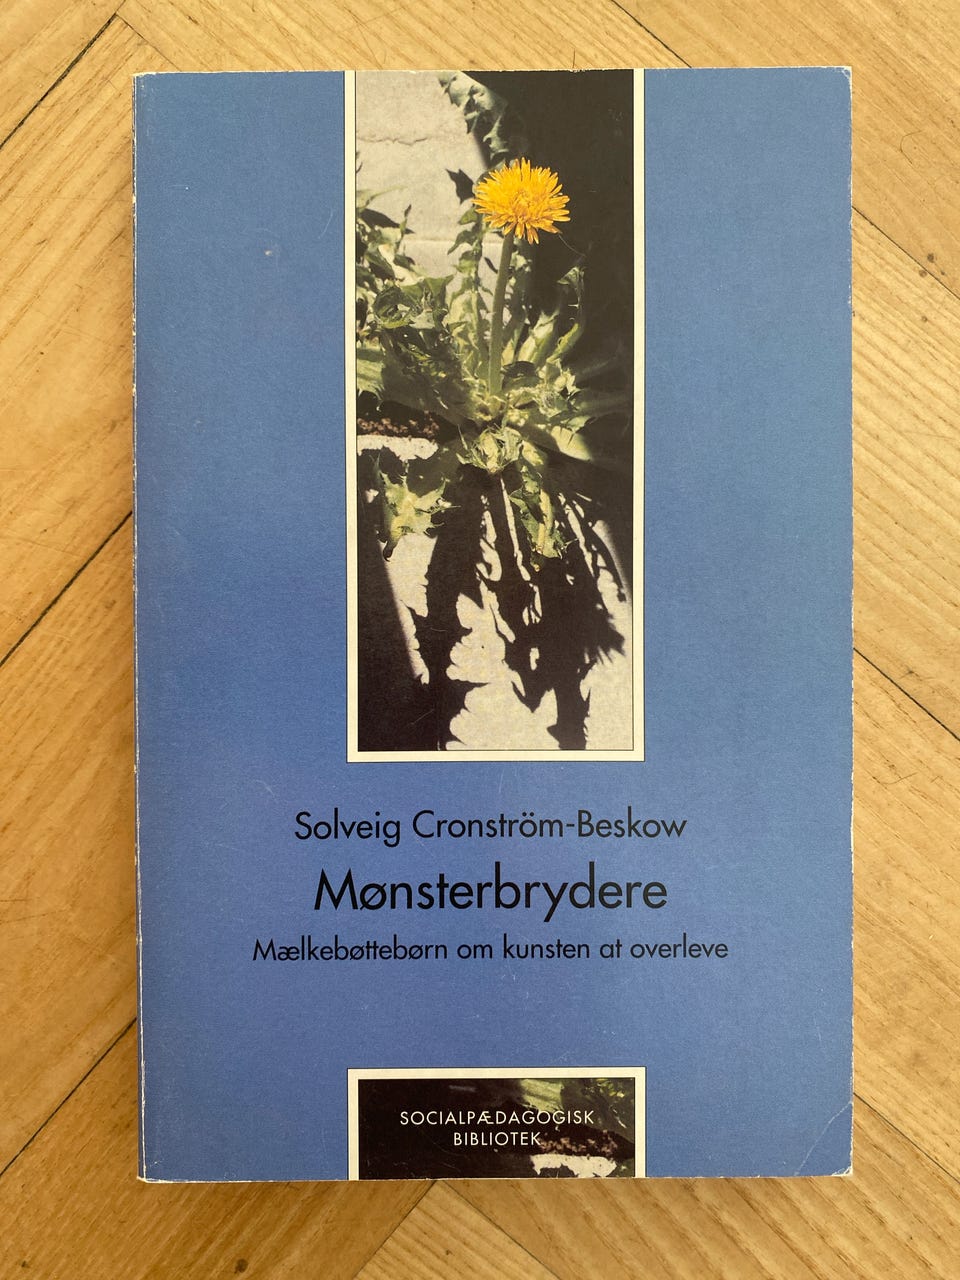 Solveig Cronström-Beskow
Mønsterbrydere
Mælkebøttebørn om kunsten at overleve
SOCIALPÆDAGOGISK
BIBLIOTEK